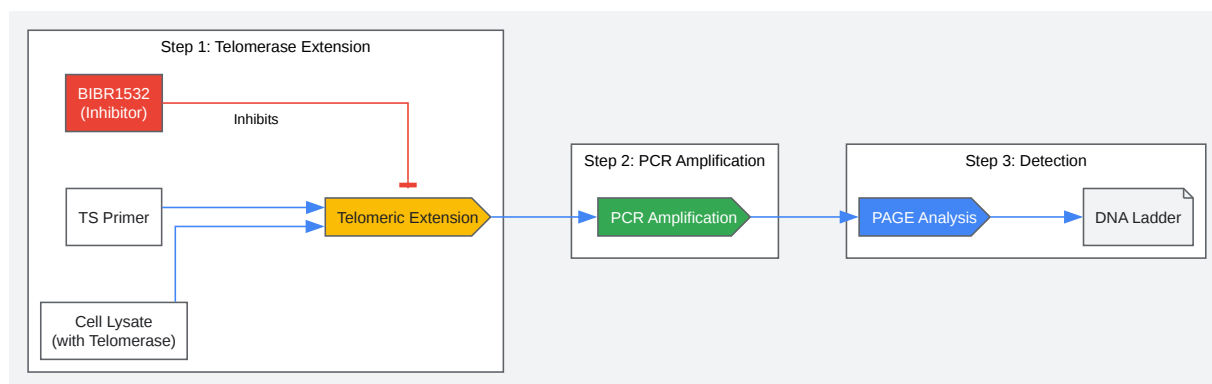 Step 1: Telomerase Extension
BIBR1532
(Inhibitor)
Inhibits
TS Primer
Telomeric Extension
Cell Lysate
(with Telomerase)
Step 2: PCR Amplification
PCR Amplification
Step 3: Detection
PAGE Analysis
DNA Ladder